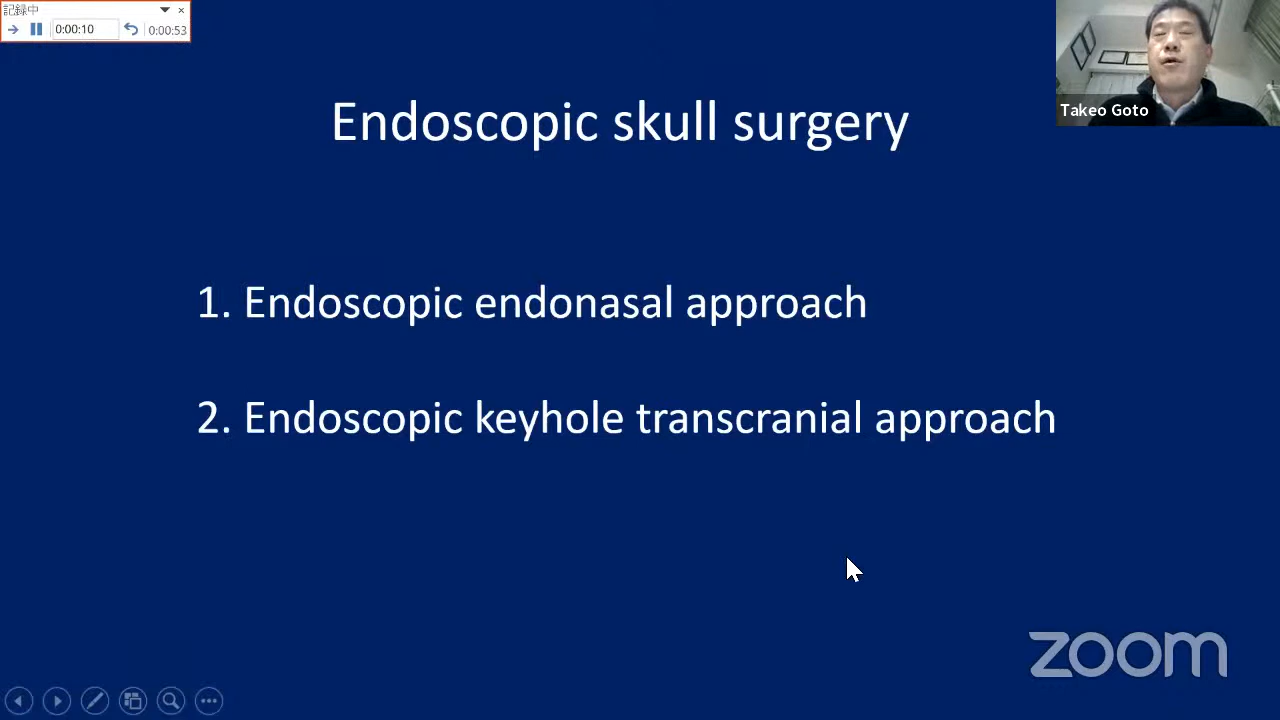 記録中
0:00:10
0:00:53
Takeo Goto
Endoscopic skull surgery
1. Endoscopic endonasal approach
2. Endoscopic keyhole transcranial approach
zoom